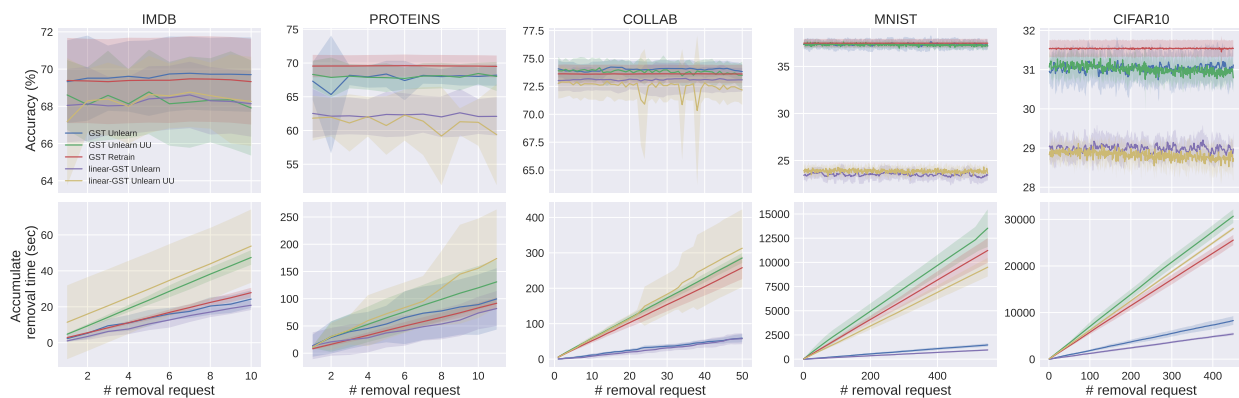 IMDB
PROTEINS
COLLAB
MNIST
CIFAR10
Accuracy (%)
72
70
68
66
64
GST Unlearn
GST Unlearn UU
GST Retrain
linear-GST Unlearn
linear-GST Unlearn UU
75
70
65
60
55
77.5
75.0
72.5
70.0
67.5
65.0
35
30
25
32
31
30
29
28
Accumulate
removal time (sec)
60
40
20
0
2 4 6 8 10
# removal request
250
200
150
100
50
0
2 4 6 8 10
# removal request
400
300
200
100
0
0 10 20 30 40 50
# removal request
15000
12500
10000
7500
5000
2500
0
0 200 400
# removal request
30000
20000
10000
0
0 100 200 300 400
# removal request